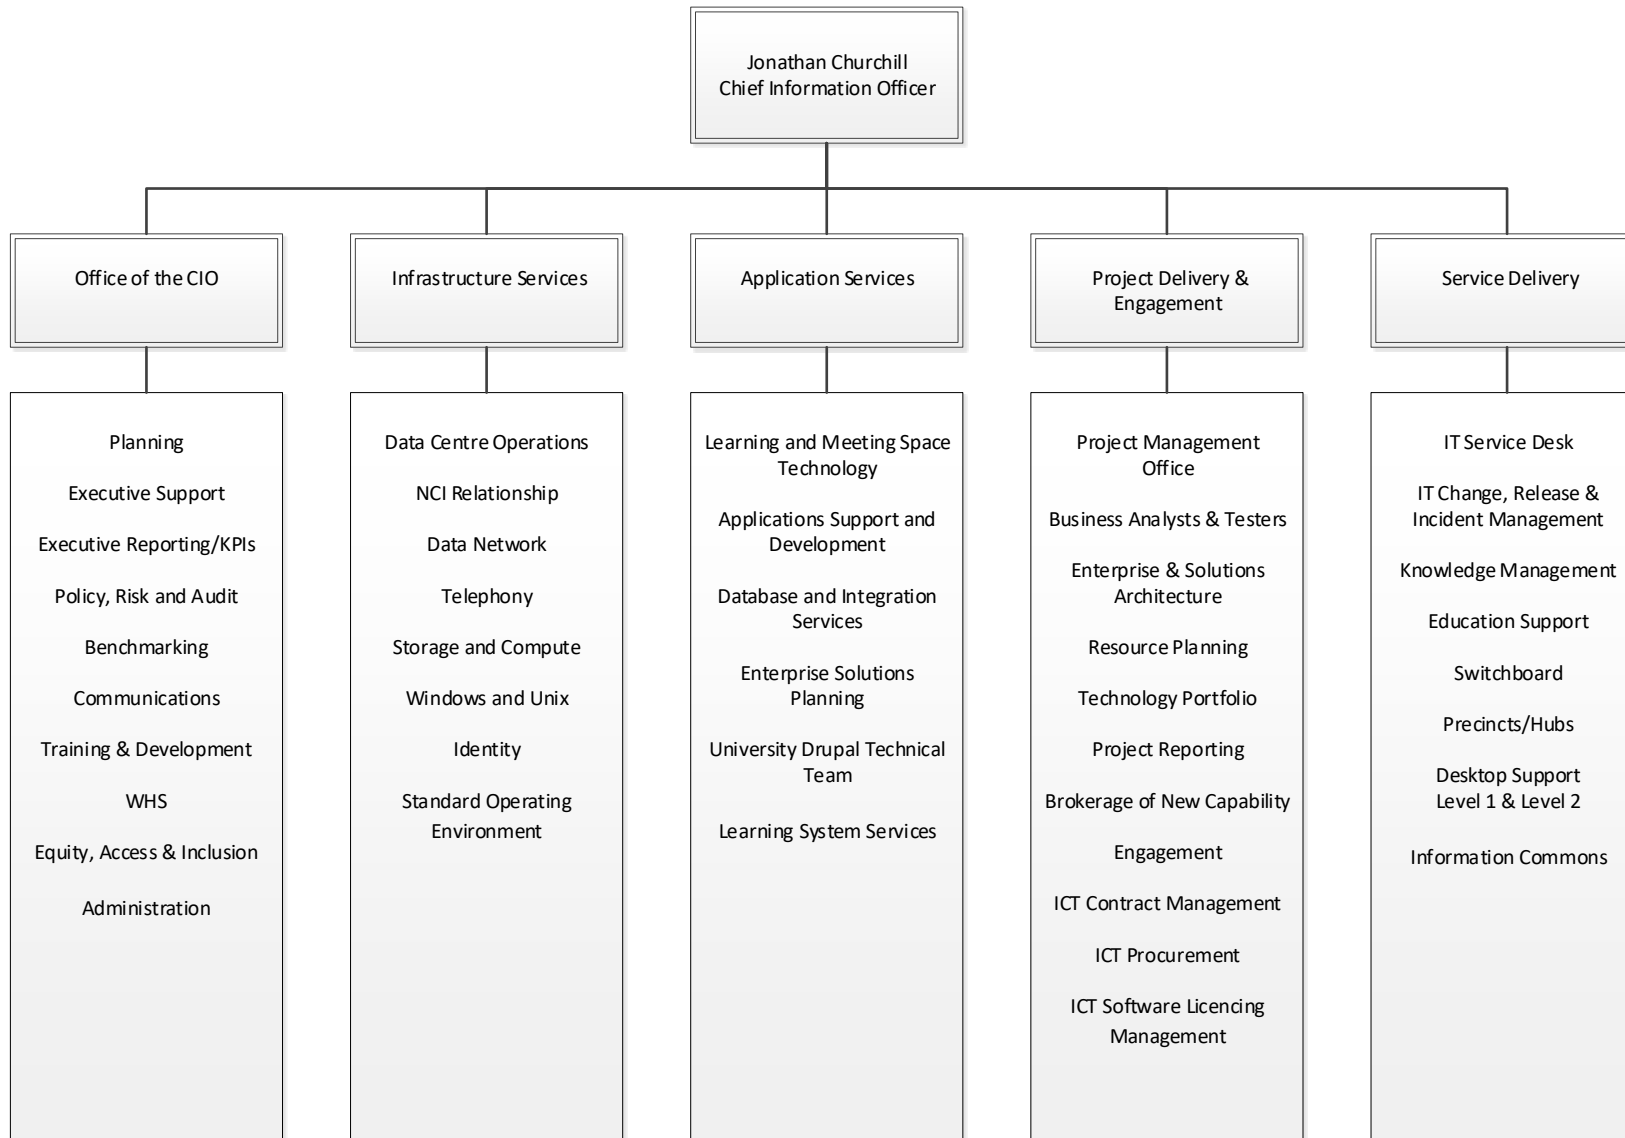 Jonathan Churchill
Chief Information Officer
Office of the CIO
Infrastructure Services
Application Services
Project Delivery &
Engagement
Service Delivery
Planning
Executive Support
Executive Reporting/KPIs
Policy, Risk and Audit
Benchmarking
Communications
Training & Development
WHS
Equity, Access & Inclusion
Administration
Data Centre Operations
NCI Relationship
Data Network
Telephony
Storage and Compute
Windows and Unix
Identity
Standard Operating
Environment
Learning and Meeting Space
Technology
Applications Support and
Development
Database and Integration
Services
Enterprise Solutions
Planning
University Drupal Technical
Team
Learning System Services
Project Management
Office
Business Analysts & Testers
Enterprise & Solutions
Architecture
Resource Planning
Technology Portfolio
Project Reporting
Brokerage of New Capability
Engagement
ICT Contract Management
ICT Procurement
ICT Software Licencing
Management
IT Service Desk
IT Change, Release &
Incident Management
Knowledge Management
Education Support
Switchboard
Precincts/Hubs
Desktop Support
Level 1 & Level 2
Information Commons